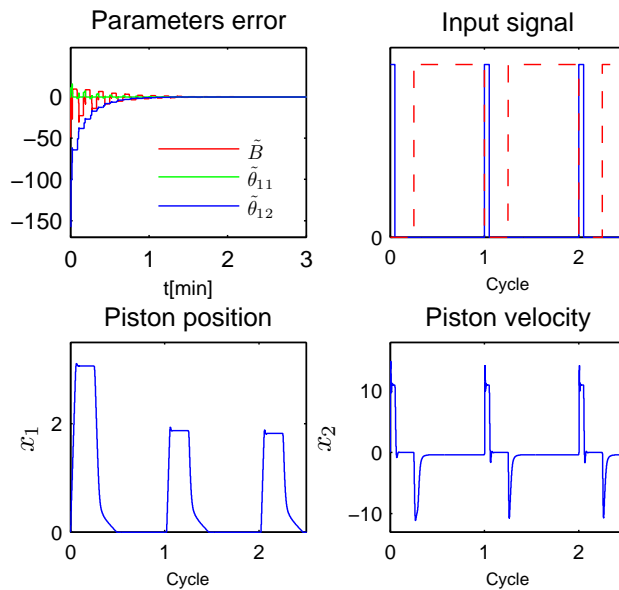 Parameters error
0
−50
−100
−150
B̃
θ̃₁₁
θ̃₁₂
0 1 2 3
t[min]
Input signal
0
0 1 2
Cycle
Piston position
x₁
2
0
0 1 2
Cycle
Piston velocity
x₂
10
0
−10
0 1 2
Cycle